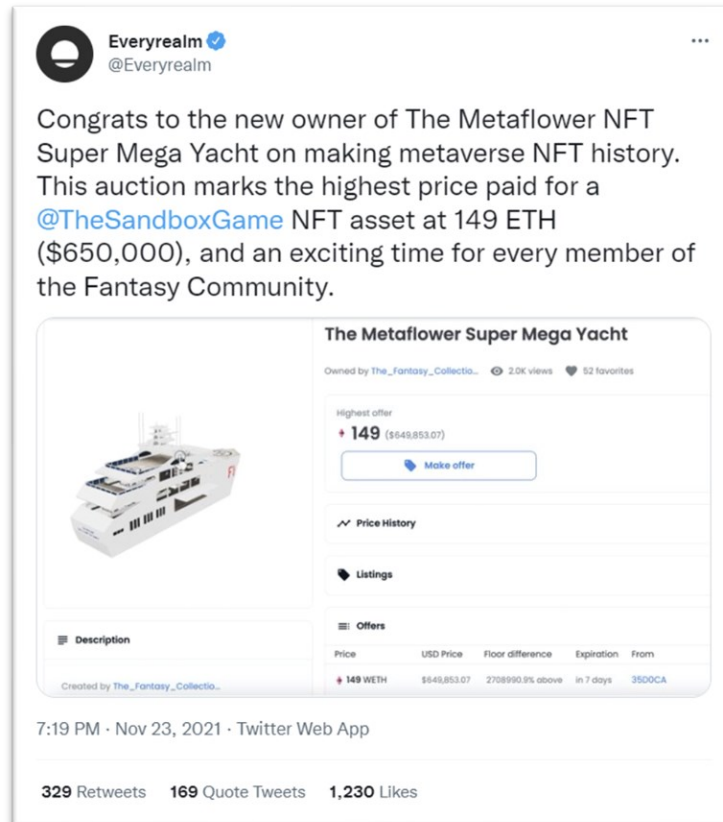 Everyrealm
@Everyrealm
Congrats to the new owner of The Metaflower NFT
Super Mega Yacht on making metaverse NFT history.
This auction marks the highest price paid for a
@TheSandboxGame NFT asset at 149 ETH
($650,000), and an exciting time for every member of
the Fantasy Community.
The Metaflower Super Mega Yacht
Owned by The_Fantasy_Collectio... 2.0K views 52 favorites
Highest offer
149 ($649,853.07)
Make offer
Price History
Listings
Offers
Price USD Price Floor difference Expiration From
149 WETH $649,853.07 2708990.9% above in 7 days 35D0CA
Description
Created by The_Fantasy_Collectio...
7:19 PM · Nov 23, 2021 · Twitter Web App
329 Retweets 169 Quote Tweets 1,230 Likes